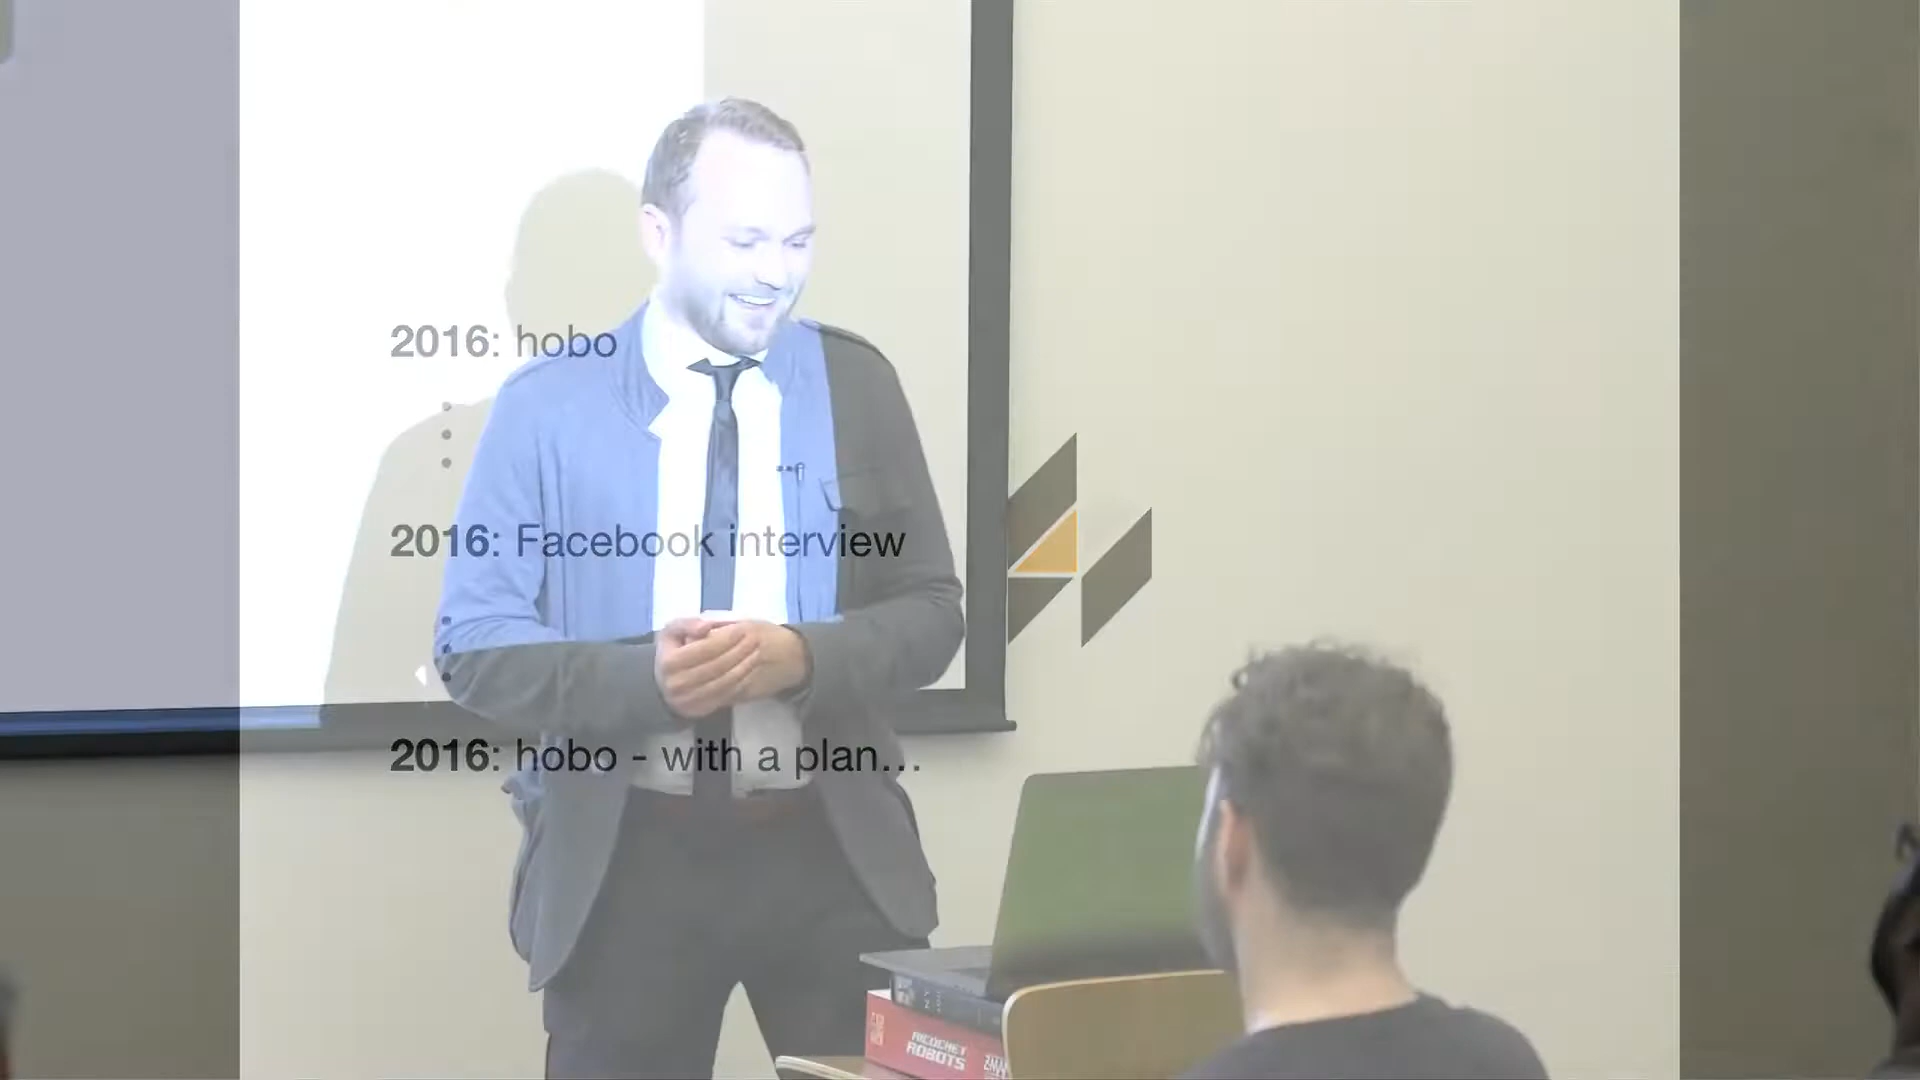 2016: hobo
2016: Facebook interview
2016: hobo - with a plan…
RICOCHET
ROBOTS